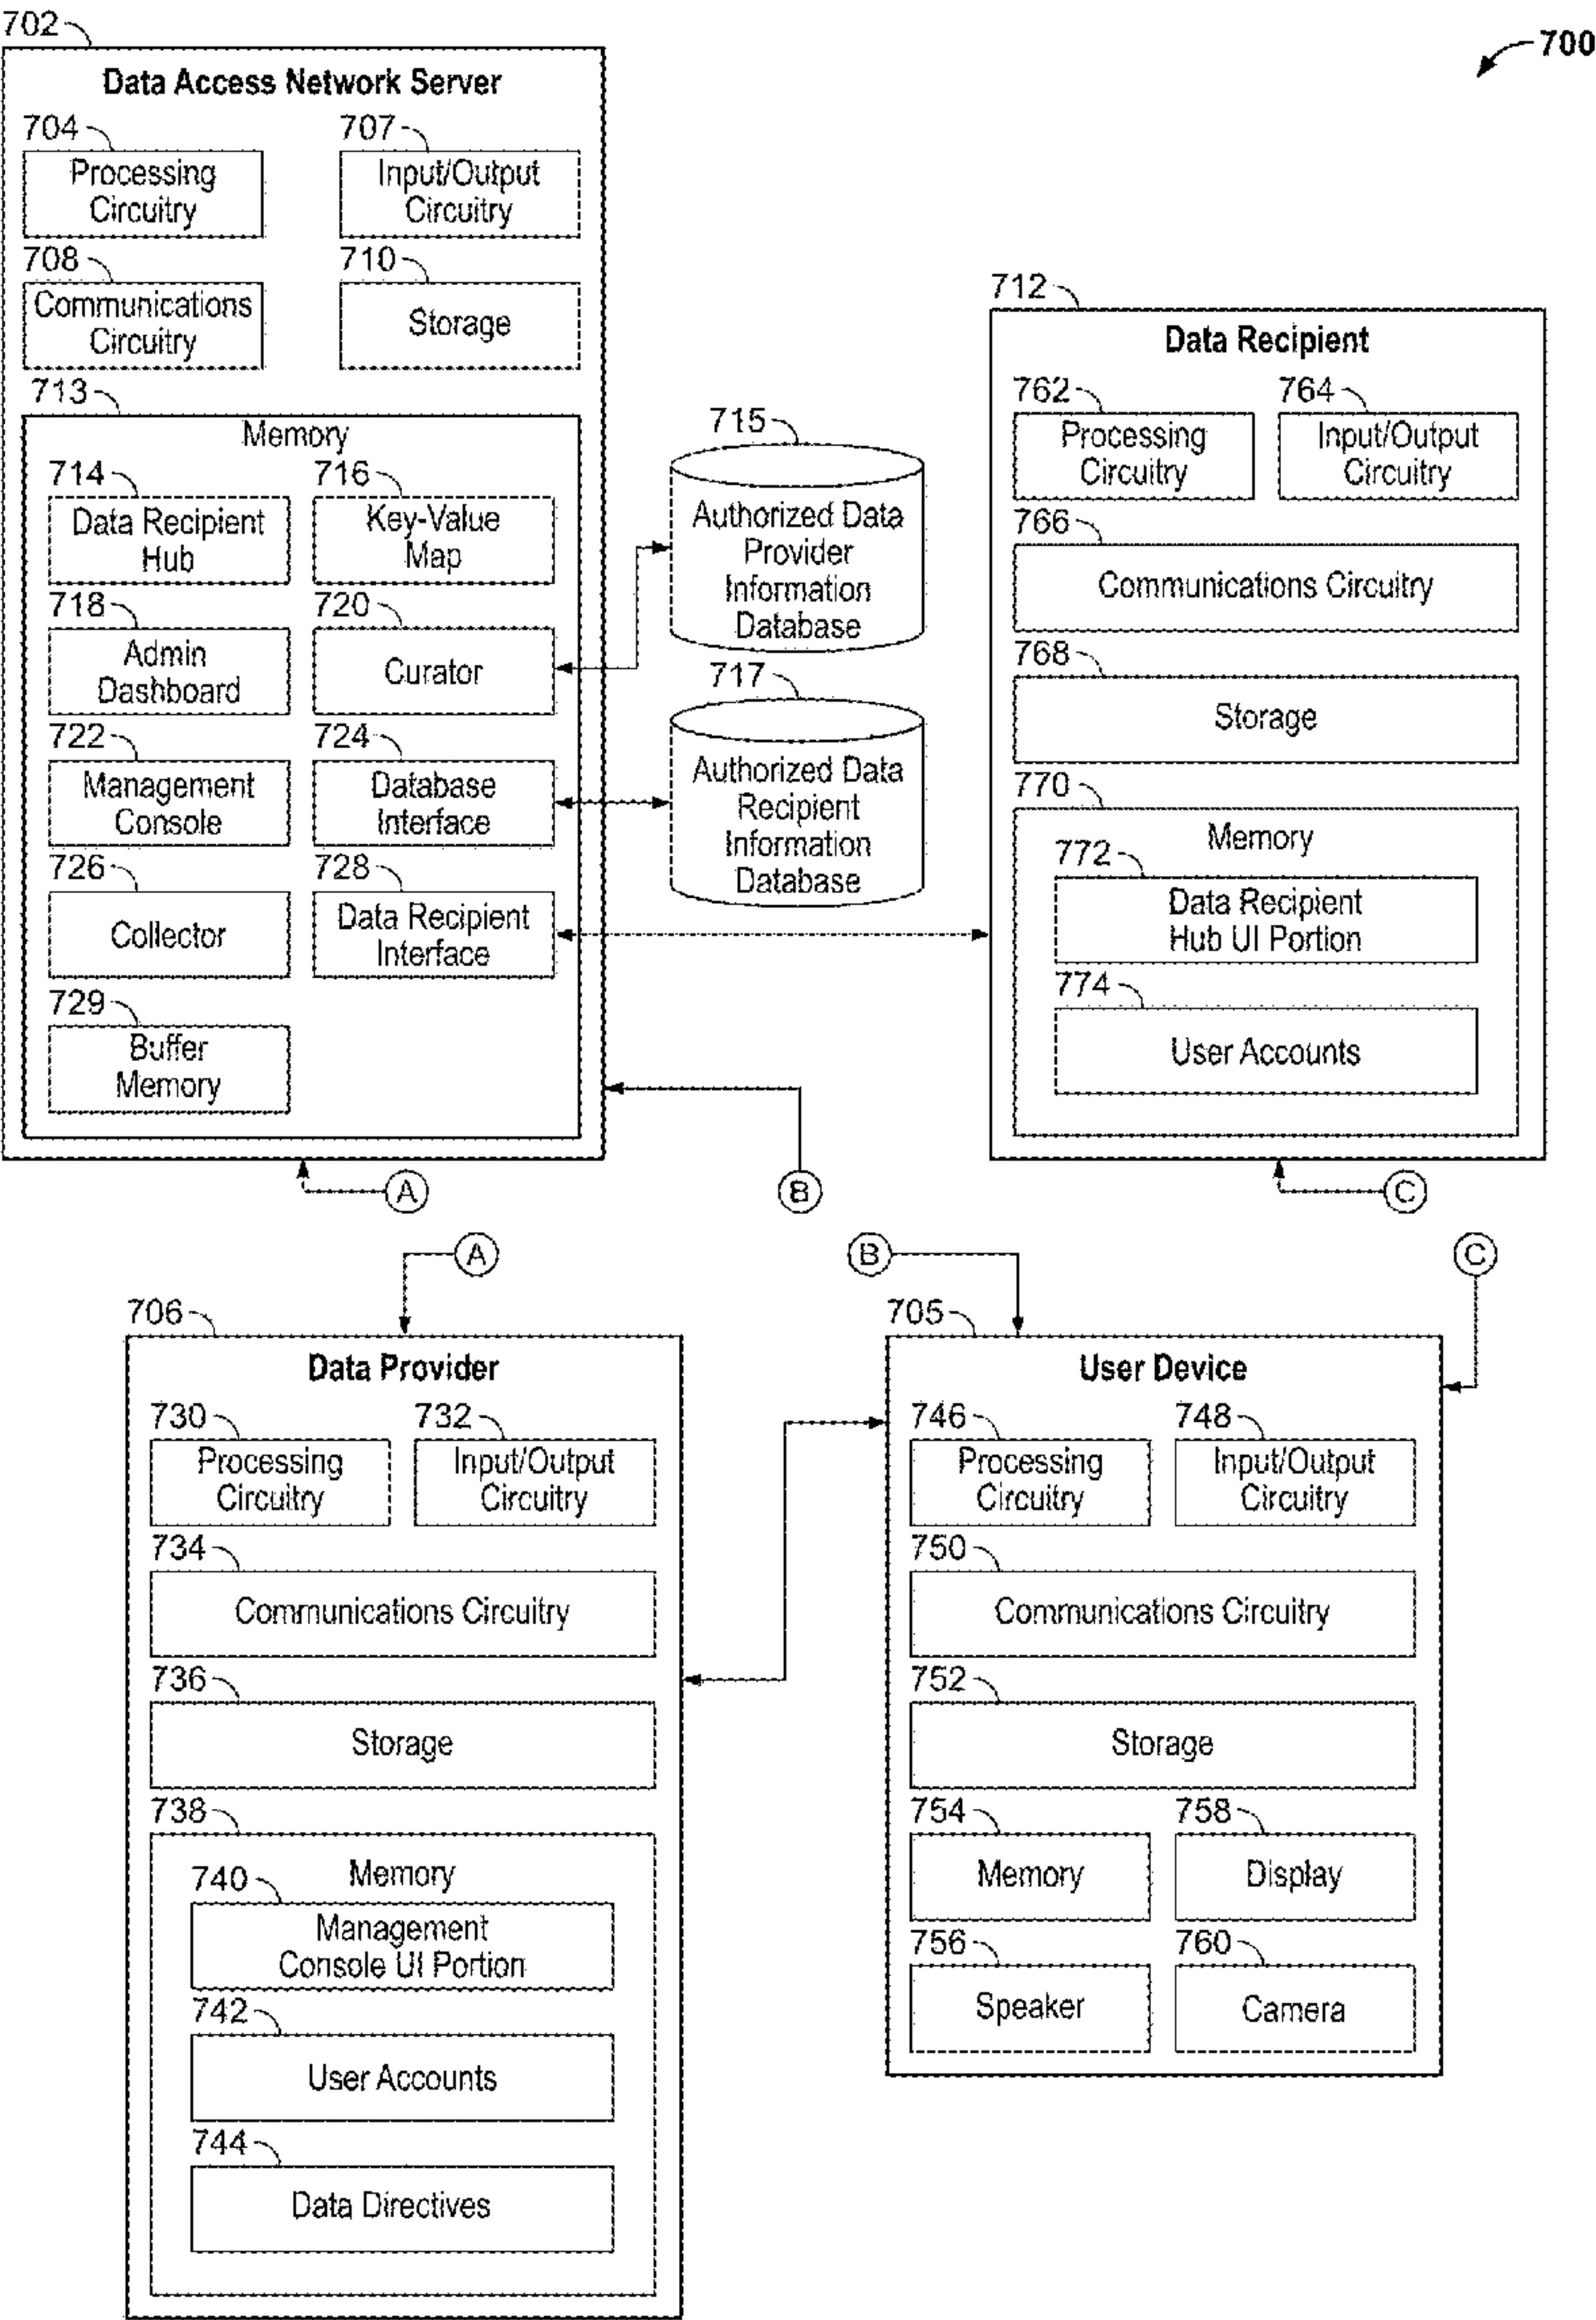 702
700
Data Access Network Server
704
707
Processing
Circuitry
Input/Output
Circuitry
708
710
Communications
Circuitry
Storage
713
Memory
714
716
Data Recipient
Hub
Key-Value
Map
718
720
Admin
Dashboard
Curator
722
724
Management
Console
Database
Interface
726
728
Collector
Data Recipient
Interface
729
Buffer
Memory
715
Authorized Data
Provider
Information
Database
717
Authorized Data
Recipient
Information
Database
712
Data Recipient
762
764
Processing
Circuitry
Input/Output
Circuitry
766
Communications Circuitry
768
Storage
770
Memory
772
Data Recipient
Hub UI Portion
774
User Accounts
A
B
C
A
B
C
706
Data Provider
730
732
Processing
Circuitry
Input/Output
Circuitry
734
Communications Circuitry
736
Storage
738
Memory
740
Management
Console UI Portion
742
User Accounts
744
Data Directives
705
User Device
746
748
Processing
Circuitry
Input/Output
Circuitry
750
Communications Circuitry
752
Storage
754
758
Memory
Display
756
760
Speaker
Camera